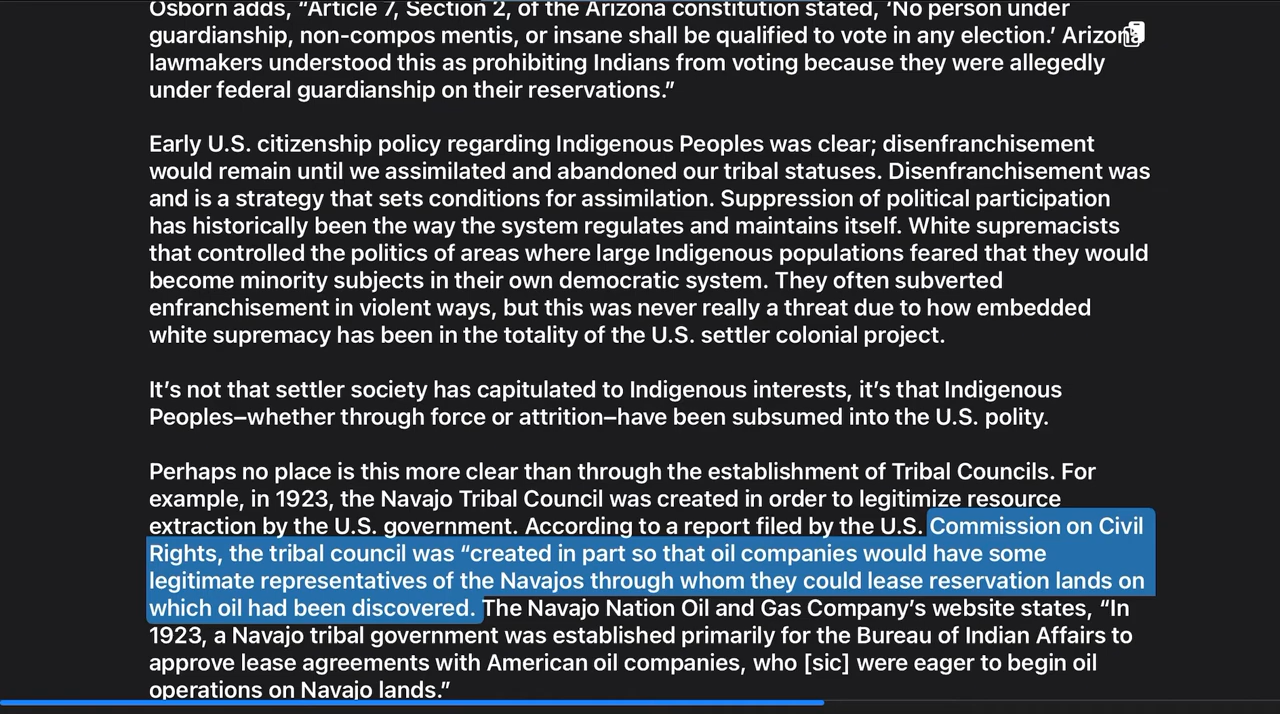 Osborn adds, “Article 7, Section 2, of the Arizona constitution stated, ‘No person under
guardianship, non-compos mentis, or insane shall be qualified to vote in any election.’ Arizona
lawmakers understood this as prohibiting Indians from voting because they were allegedly
under federal guardianship on their reservations.”
Early U.S. citizenship policy regarding Indigenous Peoples was clear; disenfranchisement
would remain until we assimilated and abandoned our tribal statuses. Disenfranchisement was
and is a strategy that sets conditions for assimilation. Suppression of political participation
has historically been the way the system regulates and maintains itself. White supremacists
that controlled the politics of areas where large Indigenous populations feared that they would
become minority subjects in their own democratic system. They often subverted
enfranchisement in violent ways, but this was never really a threat due to how embedded
white supremacy has been in the totality of the U.S. settler colonial project.
It’s not that settler society has capitulated to Indigenous interests, it’s that Indigenous
Peoples–whether through force or attrition–have been subsumed into the U.S. polity.
Perhaps no place is this more clear than through the establishment of Tribal Councils. For
example, in 1923, the Navajo Tribal Council was created in order to legitimize resource
extraction by the U.S. government. According to a report filed by the U.S. Commission on Civil
Rights, the tribal council was “created in part so that oil companies would have some
legitimate representatives of the Navajos through whom they could lease reservation lands on
which oil had been discovered. The Navajo Nation Oil and Gas Company’s website states, “In
1923, a Navajo tribal government was established primarily for the Bureau of Indian Affairs to
approve lease agreements with American oil companies, who [sic] were eager to begin oil
operations on Navajo lands.”